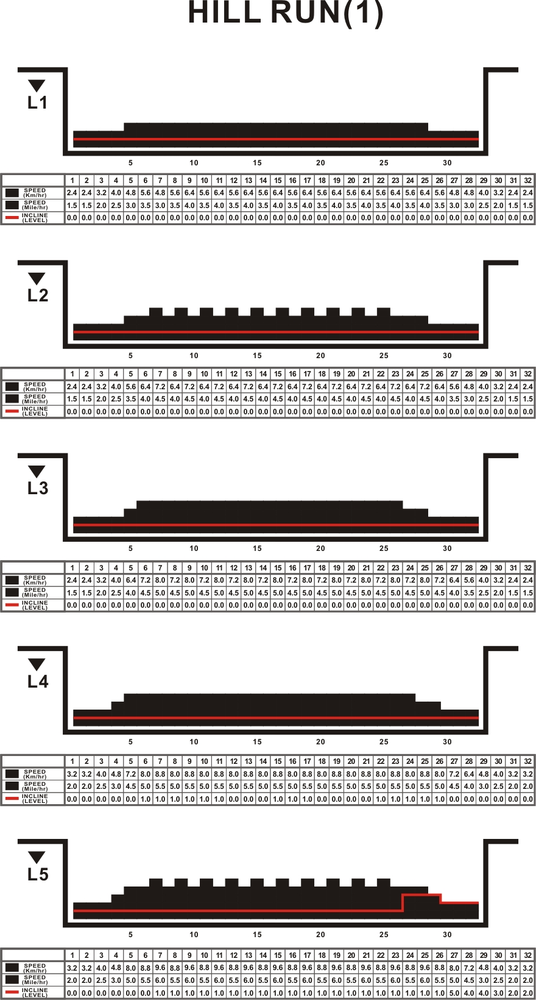 HILL RUN(1)
L1
5 10 15 20 25 30
1 2 3 4 5 6 7 8 9 10 11 12 13 14 15 16 17 18 19 20 21 22 23 24 25 26 27 28 29 30 31 32
SPEED (Km/hr) 2.4 2.4 3.2 4.0 4.8 5.6 4.8 5.6 6.4 5.6 6.4 5.6 6.4 5.6 6.4 5.6 6.4 5.6 6.4 5.6 6.4 5.6 6.4 5.6 6.4 5.6 4.8 4.8 4.0 3.2 2.4 2.4
SPEED (Mile/hr) 1.5 1.5 2.0 2.5 3.0 3.5 3.0 3.5 4.0 3.5 4.0 3.5 4.0 3.5 4.0 3.5 4.0 3.5 4.0 3.5 4.0 3.5 4.0 3.5 4.0 3.5 3.0 3.0 2.5 2.0 1.5 1.5
INCLINE (LEVEL) 0.0 0.0 0.0 0.0 0.0 0.0 0.0 0.0 0.0 0.0 0.0 0.0 0.0 0.0 0.0 0.0 0.0 0.0 0.0 0.0 0.0 0.0 0.0 0.0 0.0 0.0 0.0 0.0 0.0 0.0 0.0 0.0
L2
5 10 15 20 25 30
1 2 3 4 5 6 7 8 9 10 11 12 13 14 15 16 17 18 19 20 21 22 23 24 25 26 27 28 29 30 31 32
SPEED (Km/hr) 2.4 2.4 3.2 4.0 5.6 6.4 7.2 6.4 7.2 6.4 7.2 6.4 7.2 6.4 7.2 6.4 7.2 6.4 7.2 6.4 7.2 6.4 7.2 6.4 7.2 6.4 5.6 4.8 4.0 3.2 2.4 2.4
SPEED (Mile/hr) 1.5 1.5 2.0 2.5 3.5 4.0 4.5 4.0 4.5 4.0 4.5 4.0 4.5 4.0 4.5 4.0 4.5 4.0 4.5 4.0 4.5 4.0 4.5 4.0 4.5 4.0 3.5 3.0 2.5 2.0 1.5 1.5
INCLINE (LEVEL) 0.0 0.0 0.0 0.0 0.0 0.0 0.0 0.0 0.0 0.0 0.0 0.0 0.0 0.0 0.0 0.0 0.0 0.0 0.0 0.0 0.0 0.0 0.0 0.0 0.0 0.0 0.0 0.0 0.0 0.0 0.0 0.0
L3
5 10 15 20 25 30
1 2 3 4 5 6 7 8 9 10 11 12 13 14 15 16 17 18 19 20 21 22 23 24 25 26 27 28 29 30 31 32
SPEED (Km/hr) 2.4 2.4 3.2 4.0 6.4 7.2 8.0 7.2 8.0 7.2 8.0 7.2 8.0 7.2 8.0 7.2 8.0 7.2 8.0 7.2 8.0 7.2 8.0 7.2 8.0 7.2 6.4 5.6 4.0 3.2 2.4 2.4
SPEED (Mile/hr) 1.5 1.5 2.0 2.5 4.0 4.5 5.0 4.5 5.0 4.5 5.0 4.5 5.0 4.5 5.0 4.5 5.0 4.5 5.0 4.5 5.0 4.5 5.0 4.5 5.0 4.5 4.0 3.5 2.5 2.0 1.5 1.5
INCLINE (LEVEL) 0.0 0.0 0.0 0.0 0.0 0.0 0.0 0.0 0.0 0.0 0.0 0.0 0.0 0.0 0.0 0.0 0.0 0.0 0.0 0.0 0.0 0.0 0.0 0.0 0.0 0.0 0.0 0.0 0.0 0.0 0.0 0.0
L4
5 10 15 20 25 30
1 2 3 4 5 6 7 8 9 10 11 12 13 14 15 16 17 18 19 20 21 22 23 24 25 26 27 28 29 30 31 32
SPEED (Km/hr) 3.2 3.2 4.0 4.8 7.2 8.0 8.8 8.0 8.8 8.0 8.8 8.0 8.8 8.0 8.8 8.0 8.8 8.0 8.8 8.0 8.8 8.0 8.8 8.0 8.8 8.0 7.2 6.4 4.8 4.0 3.2 3.2
SPEED (Mile/hr) 2.0 2.0 2.5 3.0 4.5 5.0 5.5 5.0 5.5 5.0 5.5 5.0 5.5 5.0 5.5 5.0 5.5 5.0 5.5 5.0 5.5 5.0 5.5 5.0 5.5 5.0 4.5 4.0 3.0 2.5 2.0 2.0
INCLINE (LEVEL) 0.0 0.0 0.0 0.0 0.0 1.0 1.0 1.0 1.0 1.0 1.0 0.0 0.0 0.0 1.0 1.0 1.0 0.0 0.0 0.0 0.0 1.0 1.0 1.0 1.0 1.0 0.0 0.0 0.0 0.0 0.0 0.0
L5
5 10 15 20 25 30
1 2 3 4 5 6 7 8 9 10 11 12 13 14 15 16 17 18 19 20 21 22 23 24 25 26 27 28 29 30 31 32
SPEED (Km/hr) 3.2 3.2 4.0 4.8 8.0 8.8 9.6 8.8 9.6 8.8 9.6 8.8 9.6 8.8 9.6 8.8 9.6 8.8 9.6 8.8 9.6 8.8 9.6 8.8 9.6 8.8 8.0 7.2 4.8 4.0 3.2 3.2
SPEED (Mile/hr) 2.0 2.0 2.5 3.0 5.0 5.5 6.0 5.5 6.0 5.5 6.0 5.5 6.0 5.5 6.0 5.5 6.0 5.5 6.0 5.5 6.0 5.5 6.0 5.5 6.0 5.5 5.0 4.5 3.0 2.5 2.0 2.0
INCLINE (LEVEL) 0.0 0.0 0.0 0.0 0.0 0.0 1.0 1.0 1.0 1.0 1.0 1.0 1.0 1.0 1.0 1.0 1.0 1.0 1.0 1.0 1.0 1.0 1.0 1.0 1.0 1.0 5.0 4.0 4.0 3.0 2.0 2.0